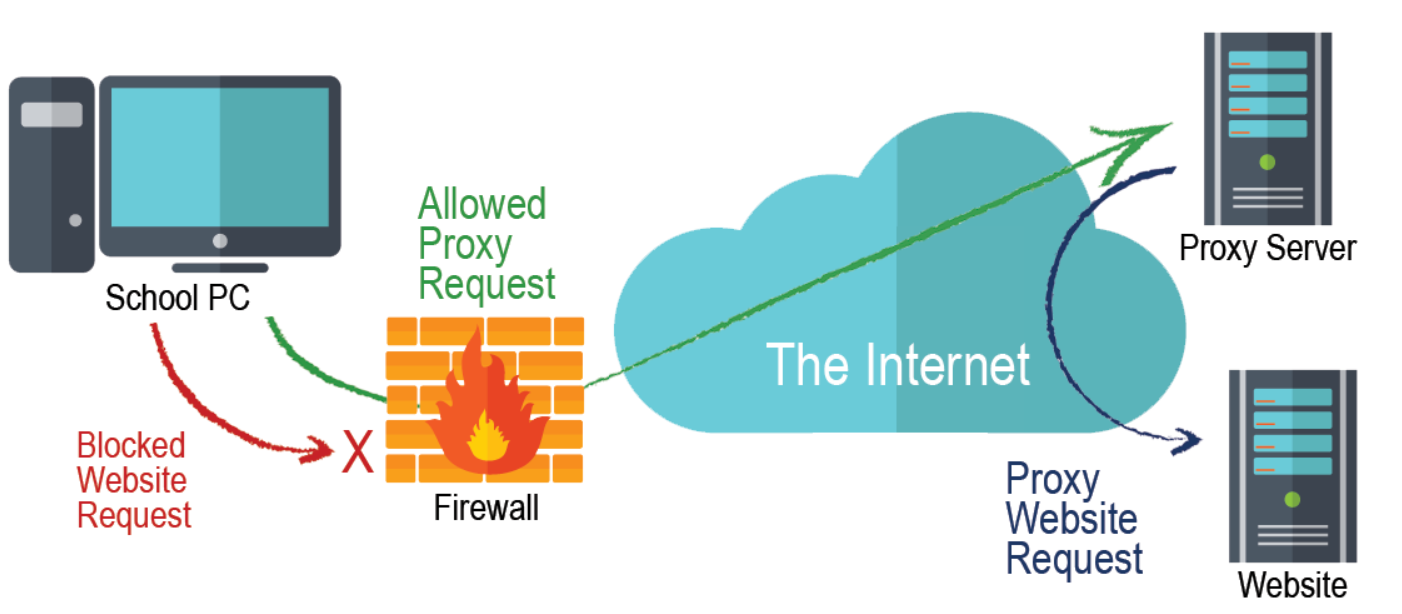 School PC
Allowed
Proxy
Request
Blocked
Website
Request
X
Firewall
The Internet
Proxy Server
Proxy
Website
Request
Website